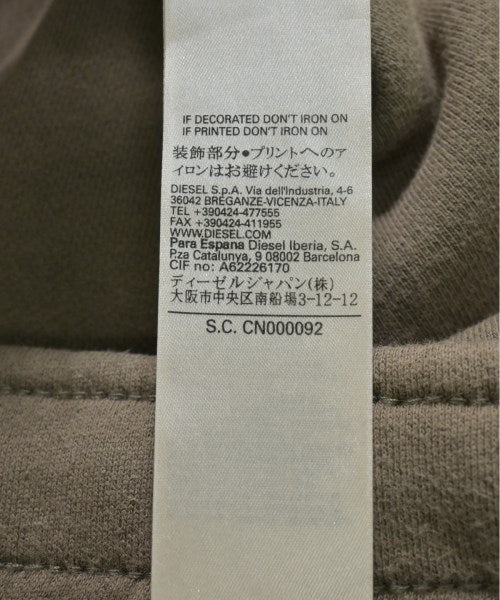 IF DECORATED DON'T IRON ON
IF PRINTED DON'T IRON ON
装飾部分•プリントへのア
イロンはお避けください。
DIESEL S.p.A. Via dell'Industria, 4-6
36042 BREGANZE-VICENZA-ITALY
TEL +390424-477555
FAX +390424-411955
WWW.DIESEL.COM
Para Espana Diesel Iberia, S.A.
P.za Catalunya, 9 08002 Barcelona
CIF no: A62226170
ディーゼルジャパン(株)
大阪市中央区南船場3-12-12
S.C. CN000092